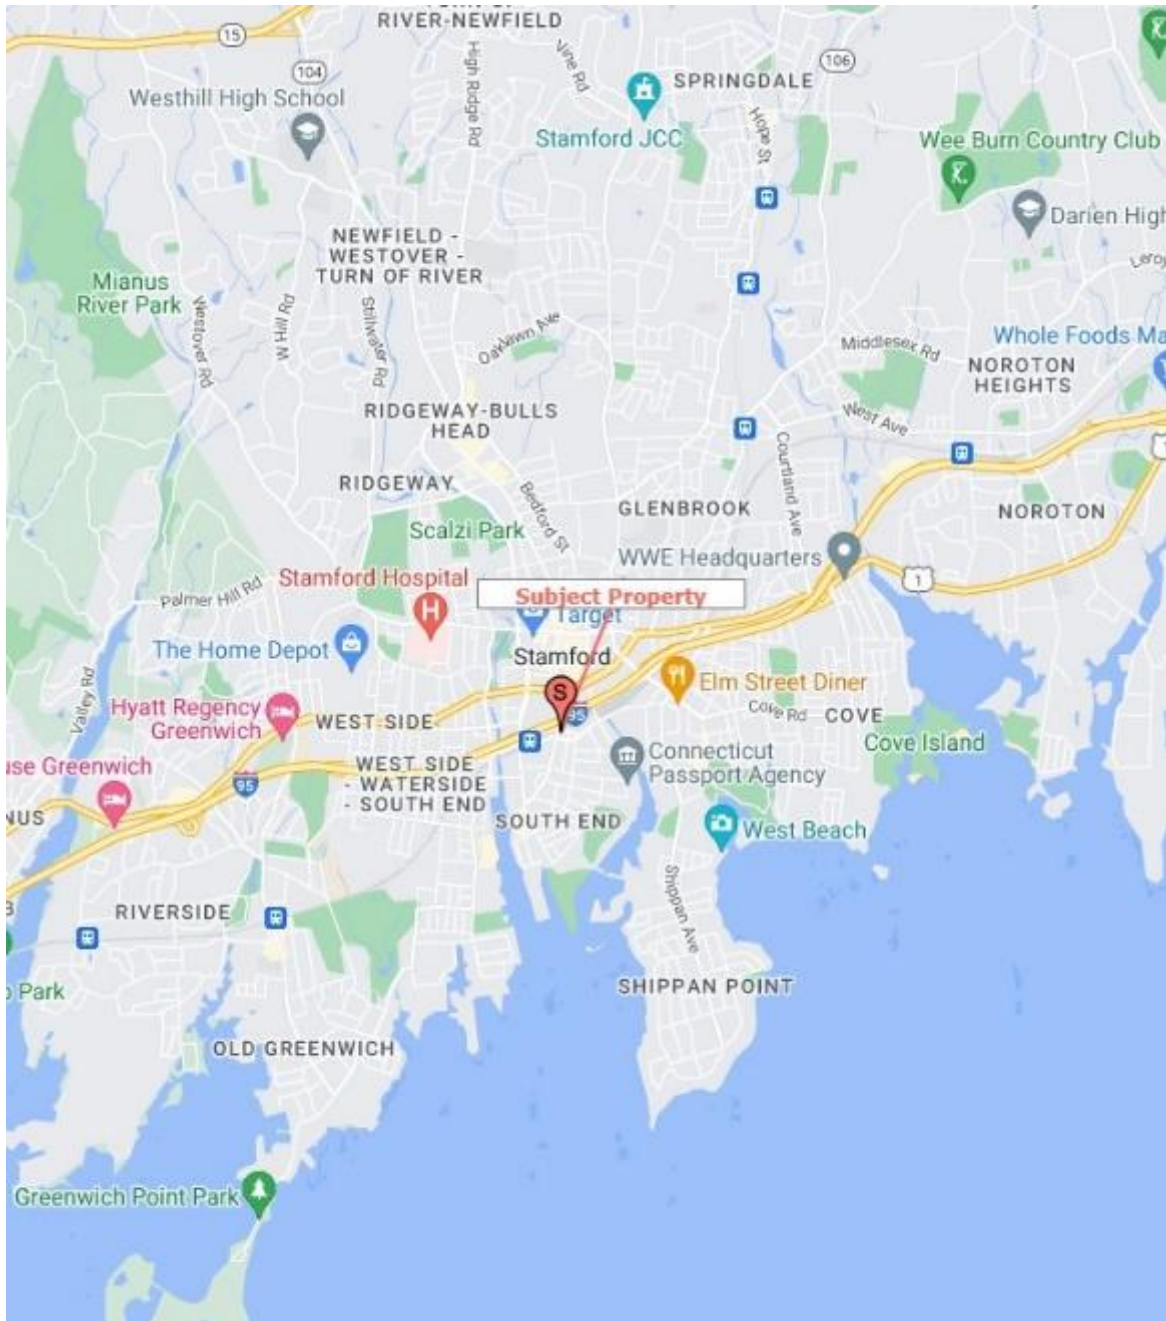 RIVER-NEWFIELD
15
High Ridge Rd
Vine Rd
106
104
SPRINGDALE
Westhill High School
Stamford JCC
Hope St
Wee Burn Country Club
Darien High
NEWFIELD -
WESTOVER -
TURN OF RIVER
Leroy
Mianus
River Park
Westover Rd
W Hill Rd
Stillwater Rd
Oaklawn Ave
Middlesex Rd
Whole Foods Ma
NOROTON
HEIGHTS
RIDGEWAY-BULLS
HEAD
West Ave
Courtland Ave
RIDGEWAY
Bedford St
GLENBROOK
NOROTON
Scalzi Park
WWE Headquarters
1
Palmer Hill Rd
Stamford Hospital
H
Subject Property
Target
The Home Depot
Stamford
S
Elm Street Diner
Valley Rd
Hyatt Regency
Greenwich
WEST SIDE
95
Cove Rd
COVE
Cove Island
use Greenwich
95
WEST SIDE
- WATERSIDE
- SOUTH END
Connecticut
Passport Agency
NUS
SOUTH END
West Beach
Shippan Ave
RIVERSIDE
SHIPPAN POINT
Park
OLD GREENWICH
Greenwich Point Park